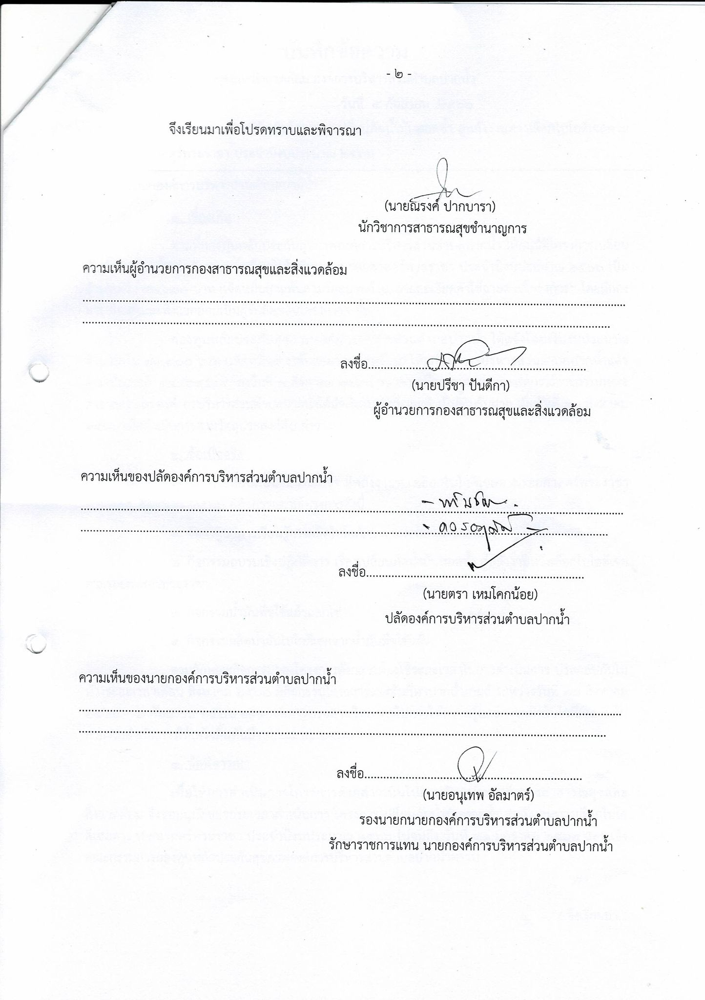 - ๒ -
จึงเรียนมาเพื่อโปรดทราบและพิจารณา
(นายณิรงค์ ปากบารา)
นักวิชาการสาธารณสุขชำนาญการ
ความเห็นผู้อำนวยการกองสาธารณสุขและสิ่งแวดล้อม
ลงชื่อ
(นายปรีชา ปันดีกา)
ผู้อำนวยการกองสาธารณสุขและสิ่งแวดล้อม
ความเห็นของปลัดองค์การบริหารส่วนตำบลปากน้ำ
ลงชื่อ
(นายตรา เหมโคกน้อย)
ปลัดองค์การบริหารส่วนตำบลปากน้ำ
ความเห็นของนายกองค์การบริหารส่วนตำบลปากน้ำ
ลงชื่อ
(นายอนุเทพ อัลมาตร์)
รองนายกนายกองค์การบริหารส่วนตำบลปากน้ำ
รักษาราชการแทน นายกองค์การบริหารส่วนตำบลปากน้ำ